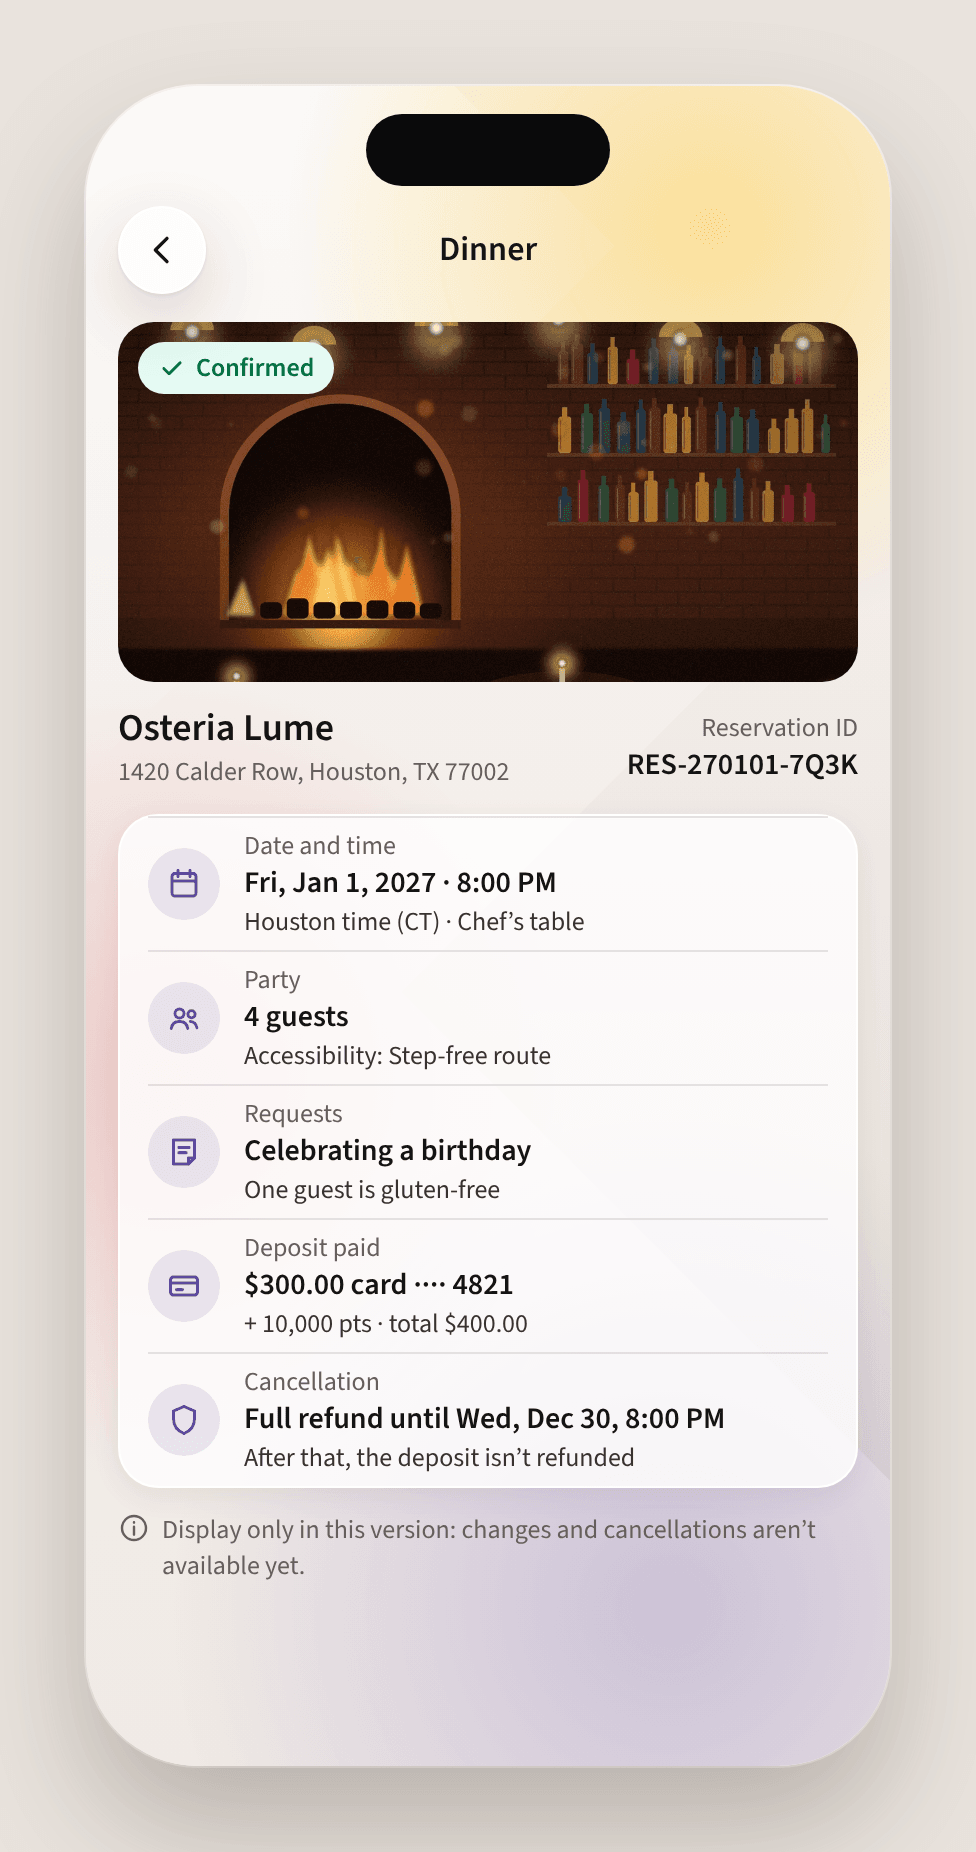 Dinner
Confirmed
Osteria Lume
1420 Calder Row, Houston, TX 77002
Reservation ID
RES-270101-7Q3K
Date and time
Fri, Jan 1, 2027 · 8:00 PM
Houston time (CT) · Chef’s table
Party
4 guests
Accessibility: Step-free route
Requests
Celebrating a birthday
One guest is gluten-free
Deposit paid
$300.00 card ···· 4821
+ 10,000 pts · total $400.00
Cancellation
Full refund until Wed, Dec 30, 8:00 PM
After that, the deposit isn’t refunded
Display only in this version: changes and cancellations aren’t
available yet.